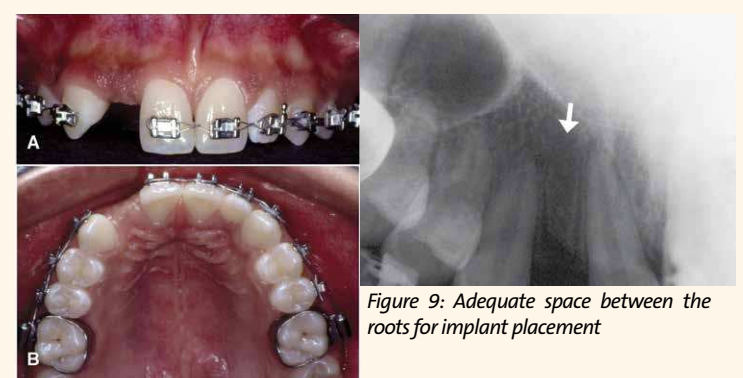 A
B
Figure 9: Adequate space between the
roots for implant placement